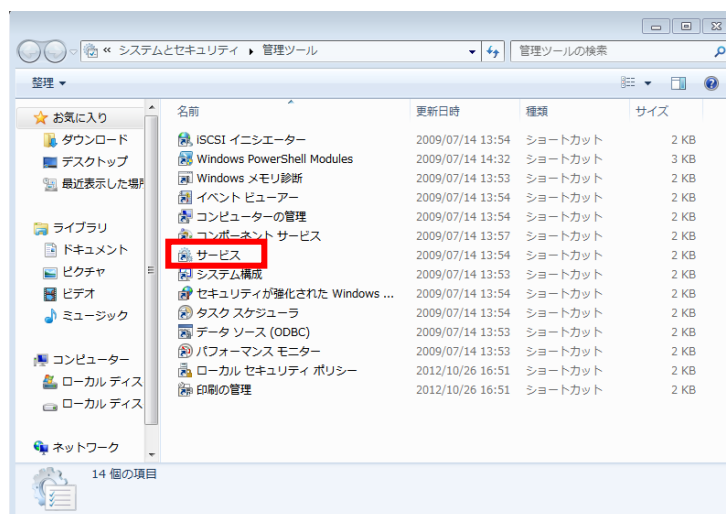 « システムとセキュリティ ▸ 管理ツール
管理ツールの検索
整理 ▼
お気に入り
ダウンロード
デスクトップ
最近表示した場所
ライブラリ
ドキュメント
ピクチャ
ビデオ
ミュージック
コンピューター
ローカル ディス
ローカル ディス
ネットワーク
名前 更新日時 種類 サイズ
iSCSI イニシエーター 2009/07/14 13:54 ショートカット 2 KB
Windows PowerShell Modules 2009/07/14 14:32 ショートカット 3 KB
Windows メモリ診断 2009/07/14 13:53 ショートカット 2 KB
イベント ビューアー 2009/07/14 13:54 ショートカット 2 KB
コンピューターの管理 2009/07/14 13:54 ショートカット 2 KB
コンポーネント サービス 2009/07/14 13:57 ショートカット 2 KB
サービス 2009/07/14 13:54 ショートカット 2 KB
システム構成 2009/07/14 13:53 ショートカット 2 KB
セキュリティが強化された Windows ... 2009/07/14 13:54 ショートカット 2 KB
タスク スケジューラ 2009/07/14 13:54 ショートカット 2 KB
データ ソース (ODBC) 2009/07/14 13:53 ショートカット 2 KB
パフォーマンス モニター 2009/07/14 13:53 ショートカット 2 KB
ローカル セキュリティ ポリシー 2012/10/26 16:51 ショートカット 2 KB
印刷の管理 2012/10/26 16:51 ショートカット 2 KB
14 個の項目